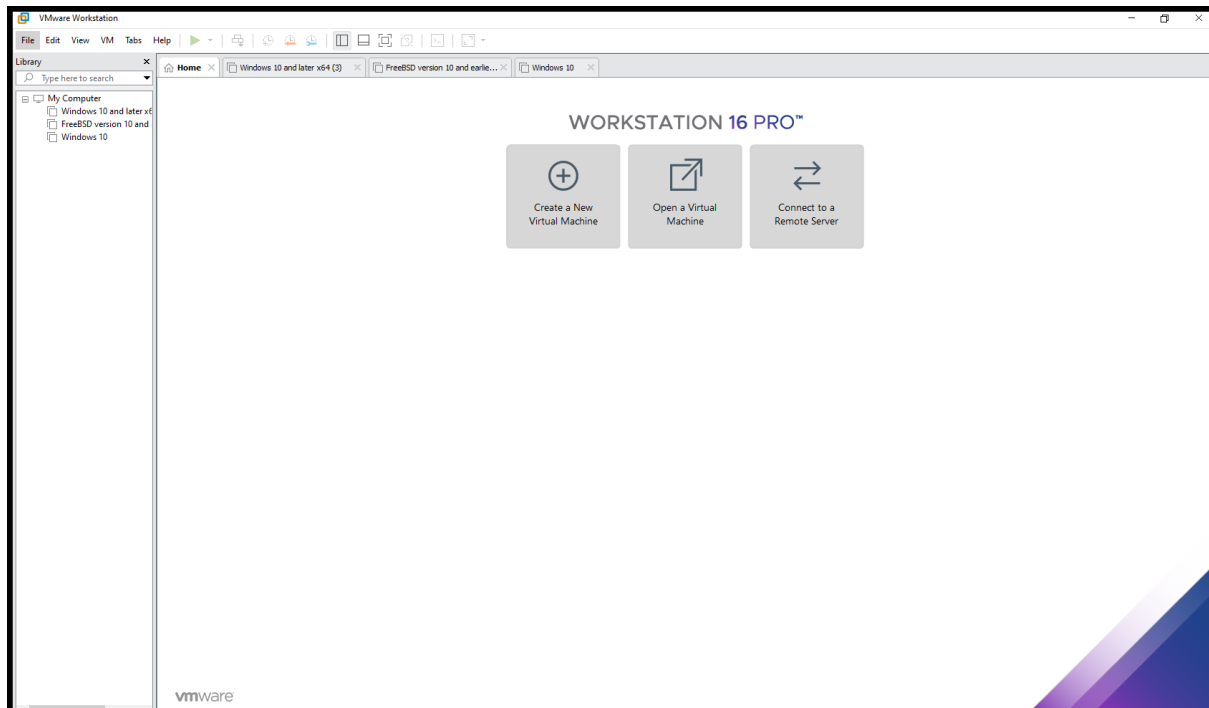 VMware Workstation
File Edit View VM Tabs Help
Library
Type here to search
My Computer
Windows 10 and later x6
FreeBSD version 10 and
Windows 10
Home
Windows 10 and later x64 (3)
FreeBSD version 10 and earlie...
Windows 10
WORKSTATION 16 PRO™
Create a New
Virtual Machine
Open a Virtual
Machine
Connect to a
Remote Server
vmware